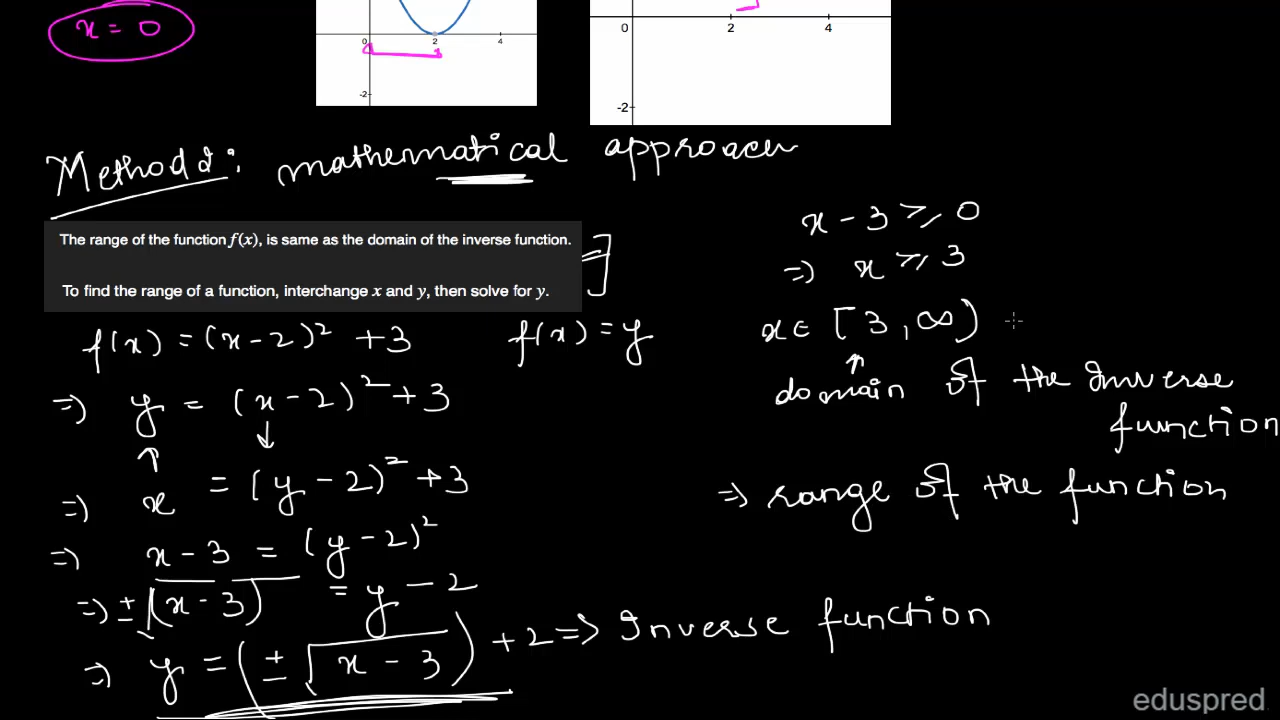 x = 0
0 2 4
-2
0 2 4
-2
Method 2: mathematical approach
The range of the function f(x), is same as the domain of the inverse function.
To find the range of a function, interchange x and y, then solve for y.
f(x) = (x-2)² + 3 f(x) = y
=> y = (x-2)² + 3
=> x = (y-2)² + 3
=> x-3 = (y-2)²
=> ±√(x-3) = y-2
=> y = (±√x-3) + 2 => Inverse function
x-3 ≥ 0
=> x ≥ 3
x ∈ [3, ∞)
domain of the Inverse
function
=> range of the function
eduspred